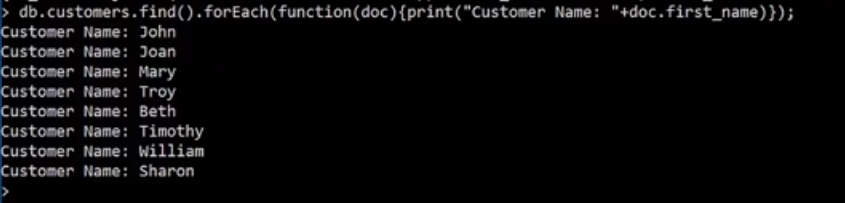 > db.customers.find().forEach(function(doc){print("Customer Name: "+doc.first_name)});
Customer Name: John
Customer Name: Joan
Customer Name: Mary
Customer Name: Troy
Customer Name: Beth
Customer Name: Timothy
Customer Name: William
Customer Name: Sharon
>